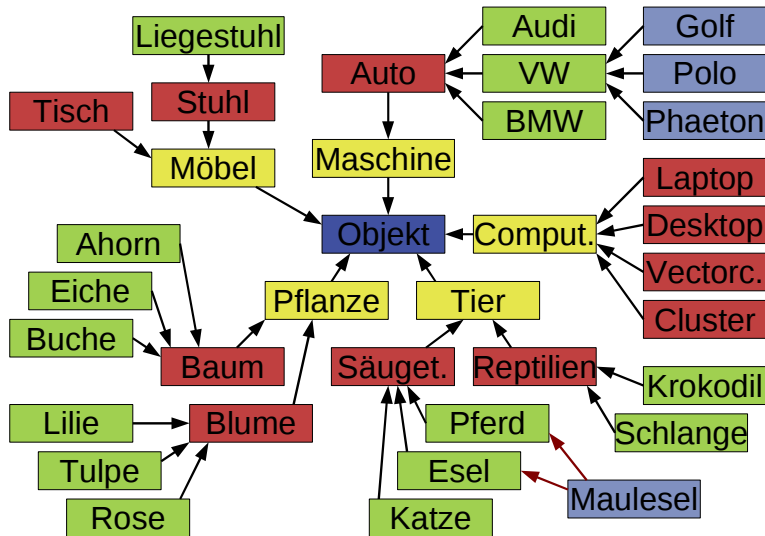 Liegestuhl
Audi
Golf
Auto
VW
Polo
Tisch
Stuhl
BMW
Phaeton
Möbel
Maschine
Laptop
Objekt
Comput.
Desktop
Ahorn
Vectorc.
Eiche
Pflanze
Tier
Cluster
Buche
Baum
Säuget.
Reptilien
Krokodil
Lilie
Blume
Pferd
Schlange
Tulpe
Esel
Maulesel
Rose
Katze